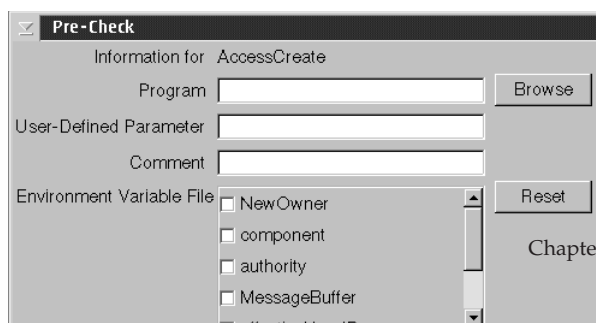 Pre-Check
Information for AccessCreate
Program Browse
User-Defined Parameter
Comment
Environment Variable File NewOwner Reset
component
Chapte
authority
MessageBuffer